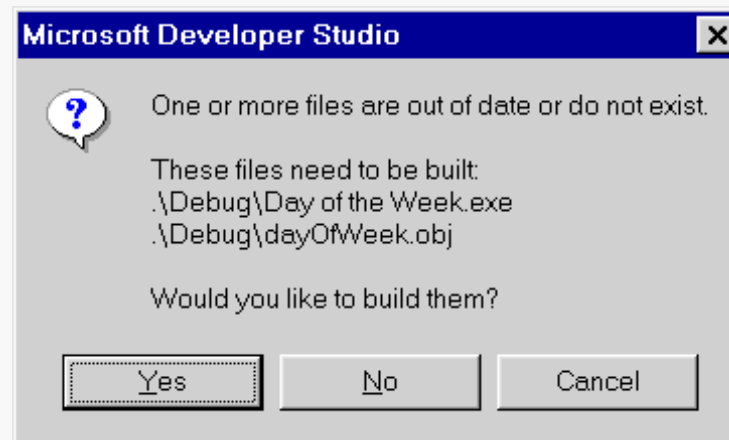 Microsoft Developer Studio
One or more files are out of date or do not exist.
These files need to be built:
.\Debug\Day of the Week.exe
.\Debug\dayOfWeek.obj
Would you like to build them?
Yes
No
Cancel